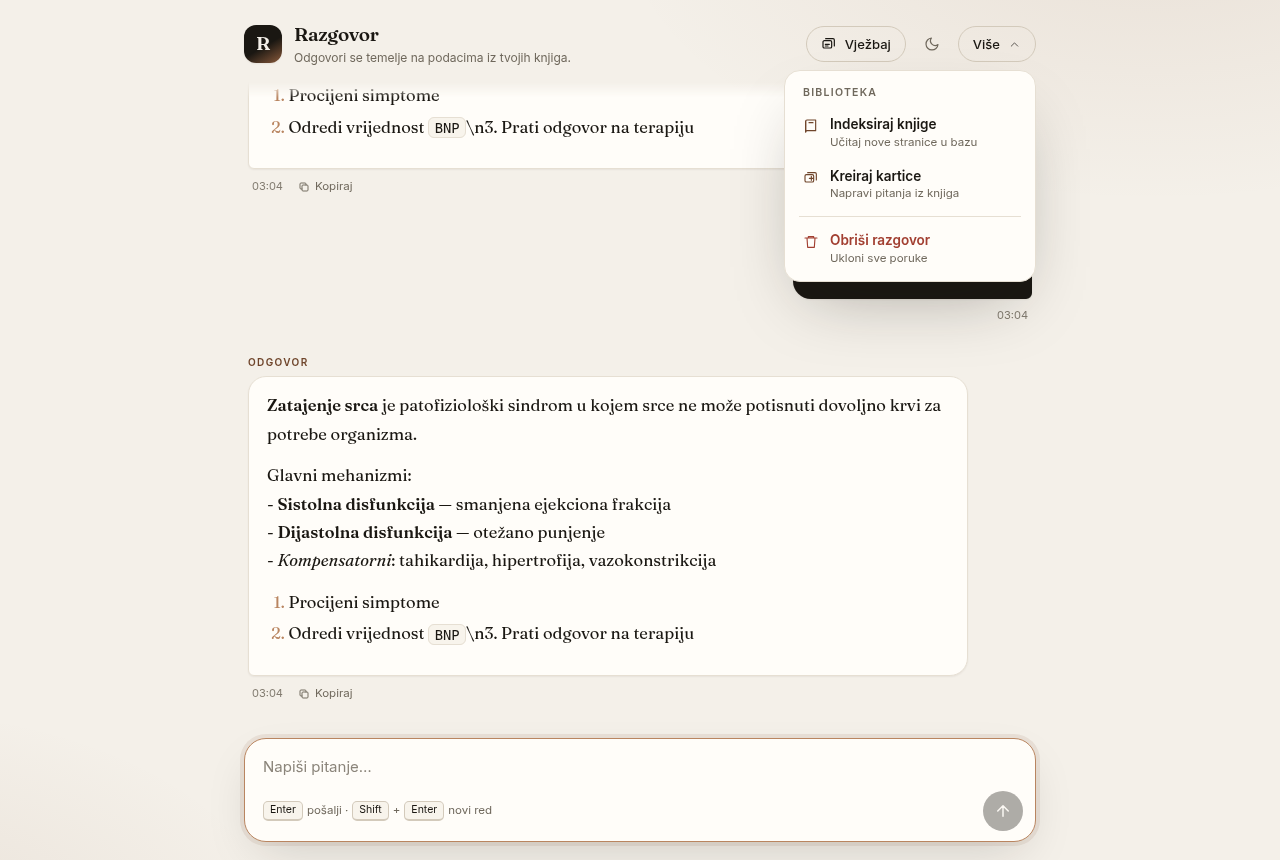 R
Razgovor
Odgovori se temelje na podacima iz tvojih knjiga.
Vježbaj
Više
BIBLIOTEKA
Indeksiraj knjige
Učitaj nove stranice u bazu
Kreiraj kartice
Napravi pitanja iz knjiga
Obriši razgovor
Ukloni sve poruke
1. Procijeni simptome
2. Odredi vrijednost BNP\n3. Prati odgovor na terapiju
03:04 Kopiraj
03:04
ODGOVOR
Zatajenje srca je patofiziološki sindrom u kojem srce ne može potisnuti dovoljno krvi za
potrebe organizma.
Glavni mehanizmi:
- Sistolna disfunkcija — smanjena ejekciona frakcija
- Dijastolna disfunkcija — otežano punjenje
- Kompensatorni: tahikardija, hipertrofija, vazokonstrikcija
1. Procijeni simptome
2. Odredi vrijednost BNP\n3. Prati odgovor na terapiju
03:04 Kopiraj
Napiši pitanje...
Enter pošalji · Shift + Enter novi red